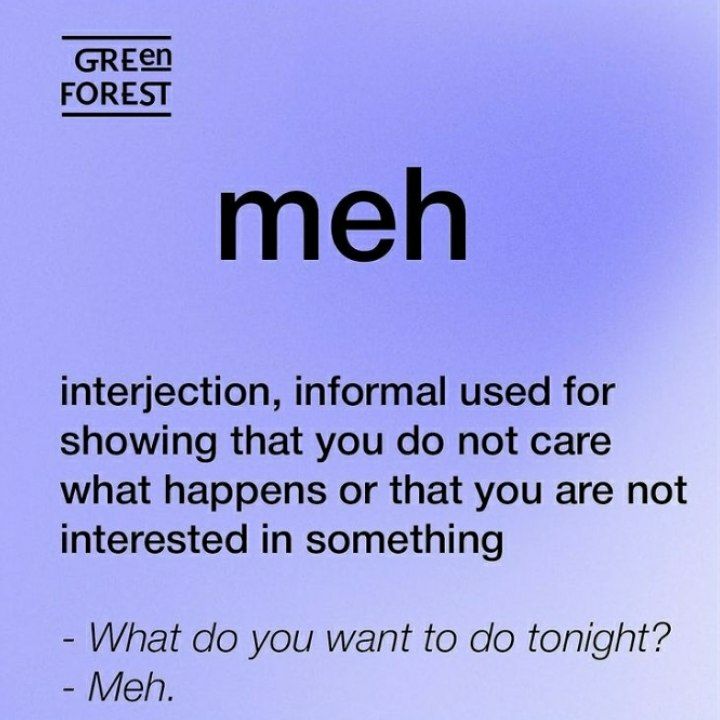 GREen
FOREST
meh
interjection, informal used for
showing that you do not care
what happens or that you are not
interested in something
- What do you want to do tonight?
- Meh.